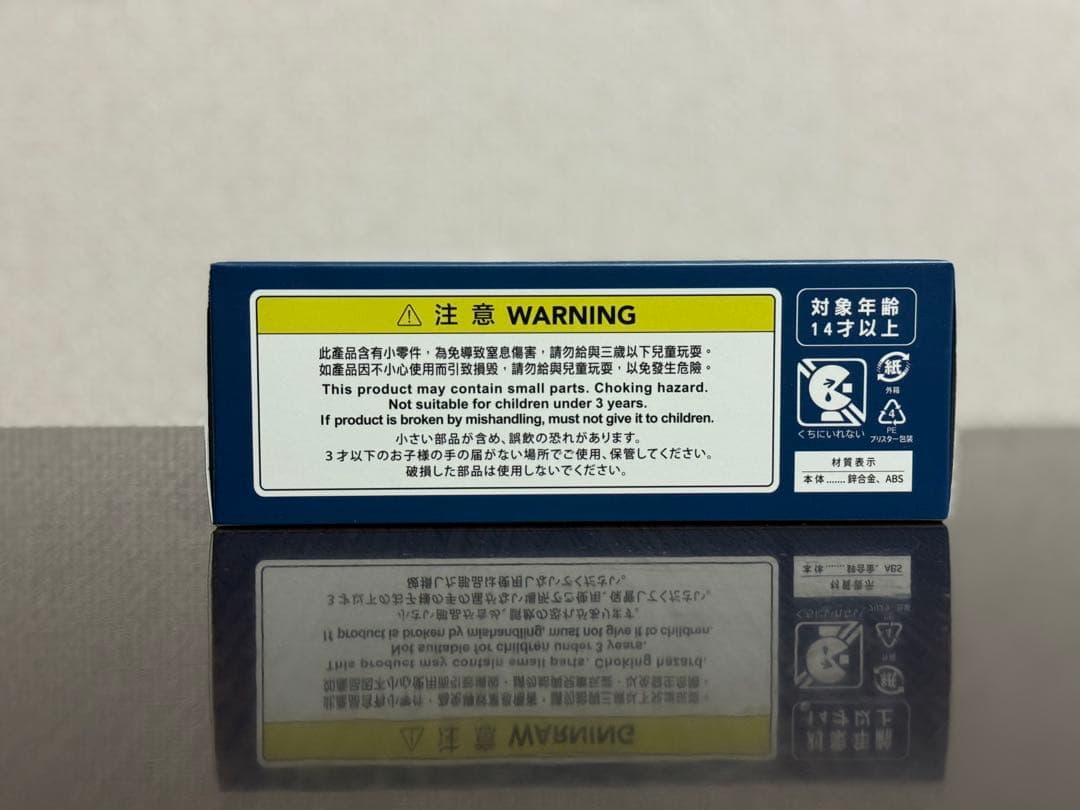 ⚠ 注意 WARNING
此產品含有小零件，為免導致窒息傷害，請勿給與三歲以下兒童玩耍。
如產品因不小心使用而引致損毀，請勿給與兒童玩耍，以免發生危險。
This product may contain small parts. Choking hazard.
Not suitable for children under 3 years.
If product is broken by mishandling, must not give it to children.
小さい部品が含め、誤飲の恐れがあります。
3才以下のお子様の手の届がない場所でご使用、保管してください。
破損した部品は使用しないでください。
対象年齢
14才以上
くちにいれない
紙
外箱
4
PE
ブリスター包装
材質表示
本体......鋅合金、ABS